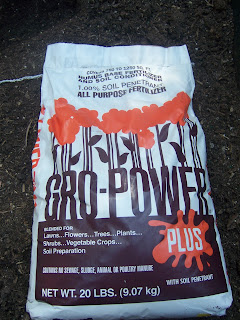 COVERS 750 TO 1250 SQ. FT.
HUMUS BASE FERTILIZER
AND SOIL CONDITIONER
1.00% SOIL PENETRANT
ALL PURPOSE FERTILIZER
GRO-POWER
PLUS
BLENDED FOR
Lawns...Flowers...Trees...Plants...
Shrubs...Vegetable Crops...
Soil Preparation
CONTAINS NO SEWAGE, SLUDGE, ANIMAL OR POULTRY MANURE
WITH SOIL PENETRANT
NET WT. 20 LBS. (9.07 kg)